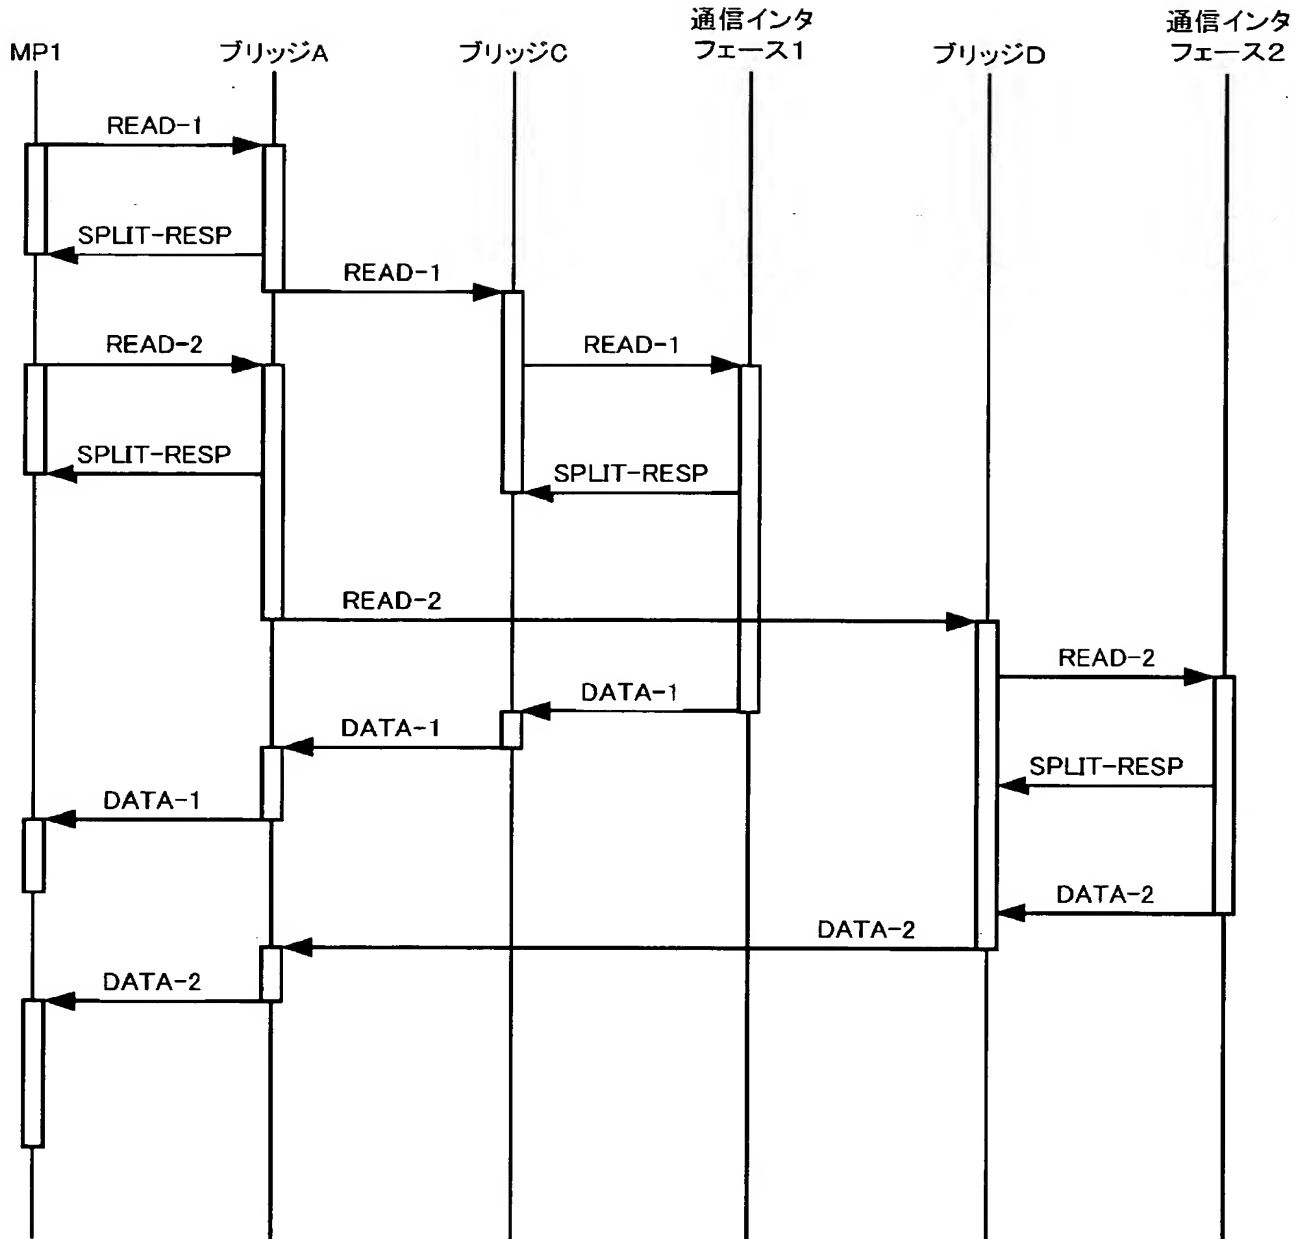 MP1
ブリッジA
ブリッジC
通信インタ
フェース1
ブリッジD
通信インタ
フェース2
READ-1
SPLIT-RESP
READ-1
READ-2
READ-1
SPLIT-RESP
SPLIT-RESP
READ-2
READ-2
DATA-1
DATA-1
SPLIT-RESP
DATA-1
DATA-2
DATA-2
DATA-2